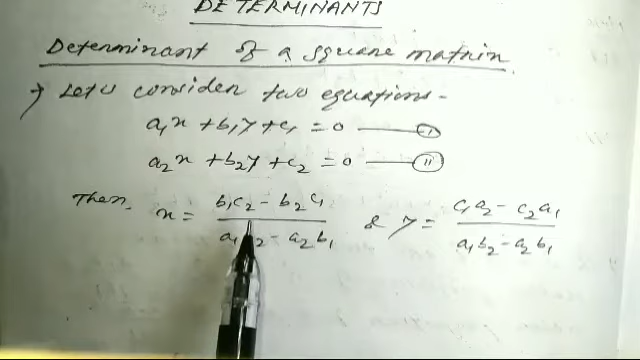 DETERMINANTS
Determinant of a square matrix
→ Let us consider two equations-
a₁x + b₁y + c₁ = 0 —— (i)
a₂x + b₂y + c₂ = 0 —— (ii)
Then, x = (b₁c₂ - b₂c₁)/(a₁b₂ - a₂b₁) & y = (c₁a₂ - c₂a₁)/(a₁b₂ - a₂b₁)